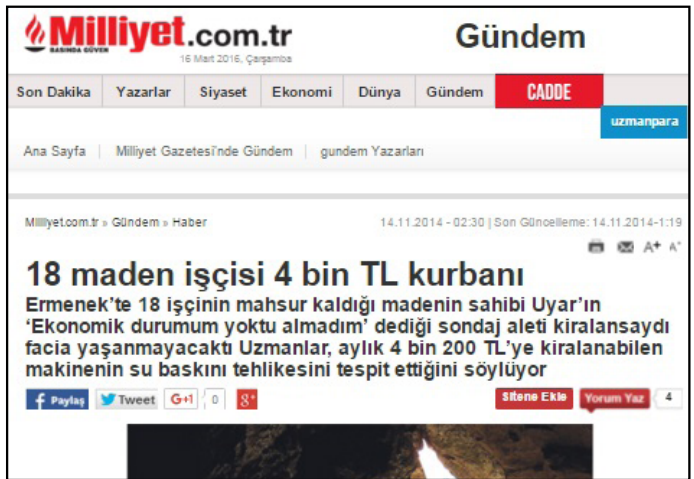 Milliyet.com.tr
BASINDA GÜVEN
16 Mart 2016, Çarşamba
Gündem
Son Dakika Yazarlar Siyaset Ekonomi Dünya Gündem CADDE
uzmanpara
Ana Sayfa | Milliyet Gazetesi'nde Gündem | gundem Yazarları
Milliyet.com.tr » Gündem » Haber 14.11.2014 - 02:30 | Son Güncelleme: 14.11.2014-1:19
A+ A-
18 maden işçisi 4 bin TL kurbanı
Ermenek'te 18 işçinin mahsur kaldığı madenin sahibi Uyar'ın
'Ekonomik durumum yoktu almadım' dediği sondaj aleti kiralansaydı
facia yaşanmayacaktı Uzmanlar, aylık 4 bin 200 TL'ye kiralanabilen
makinenin su baskını tehlikesini tespit ettiğini söylüyor
f Paylaş Tweet G+1 0 8+ Sitene Ekle Yorum Yaz 4